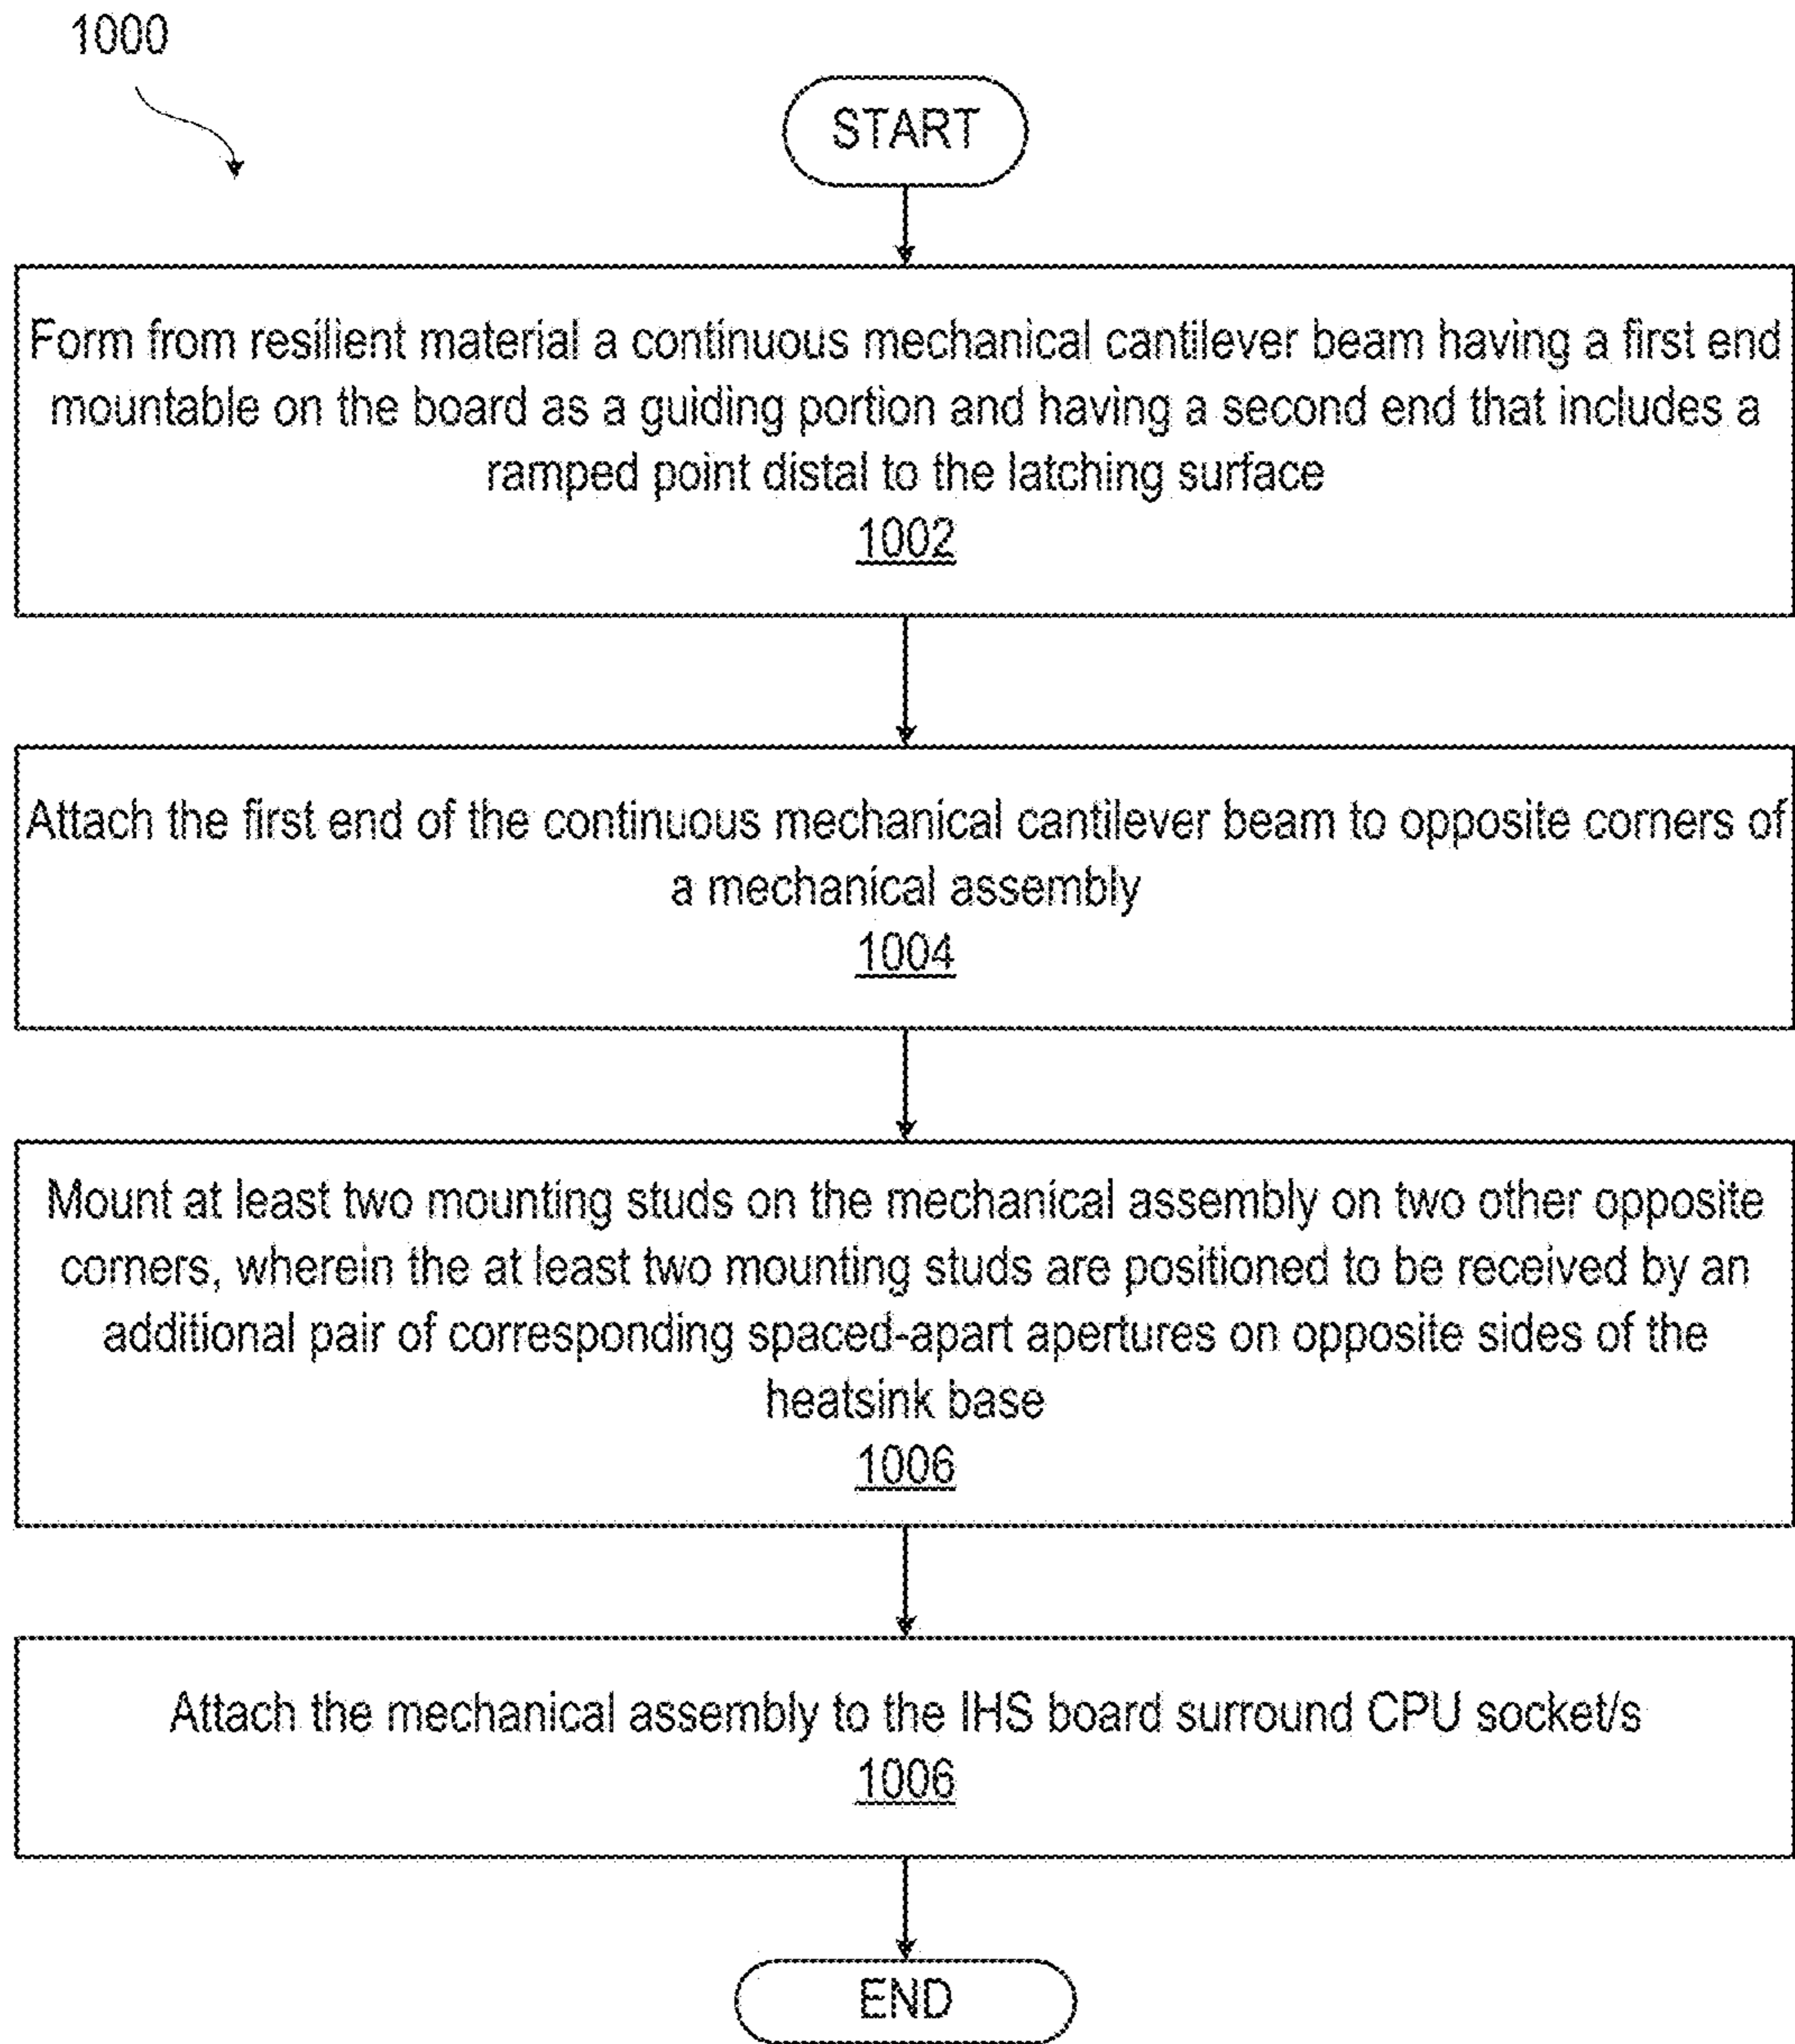 1000
START
Form from resilient material a continuous mechanical cantilever beam having a first end
mountable on the board as a guiding portion and having a second end that includes a
ramped point distal to the latching surface
1002
Attach the first end of the continuous mechanical cantilever beam to opposite corners of
a mechanical assembly
1004
Mount at least two mounting studs on the mechanical assembly on two other opposite
corners, wherein the at least two mounting studs are positioned to be received by an
additional pair of corresponding spaced-apart apertures on opposite sides of the
heatsink base
1006
Attach the mechanical assembly to the IHS board surround CPU socket/s
1006
END